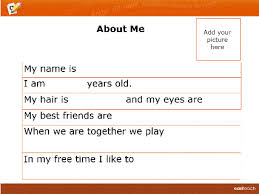 About Me
Add your
picture
here
My name is
I am years old.
My hair is and my eyes are
My best friends are
When we are together we play
In my free time I like to
easiteach